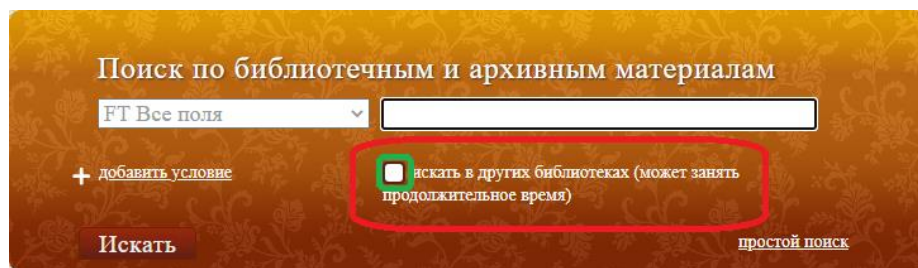 Поиск по библиотечным и архивным материалам
FT Все поля
добавить условие
искать в других библиотеках (может занять
продолжительное время)
Искать
простой поиск